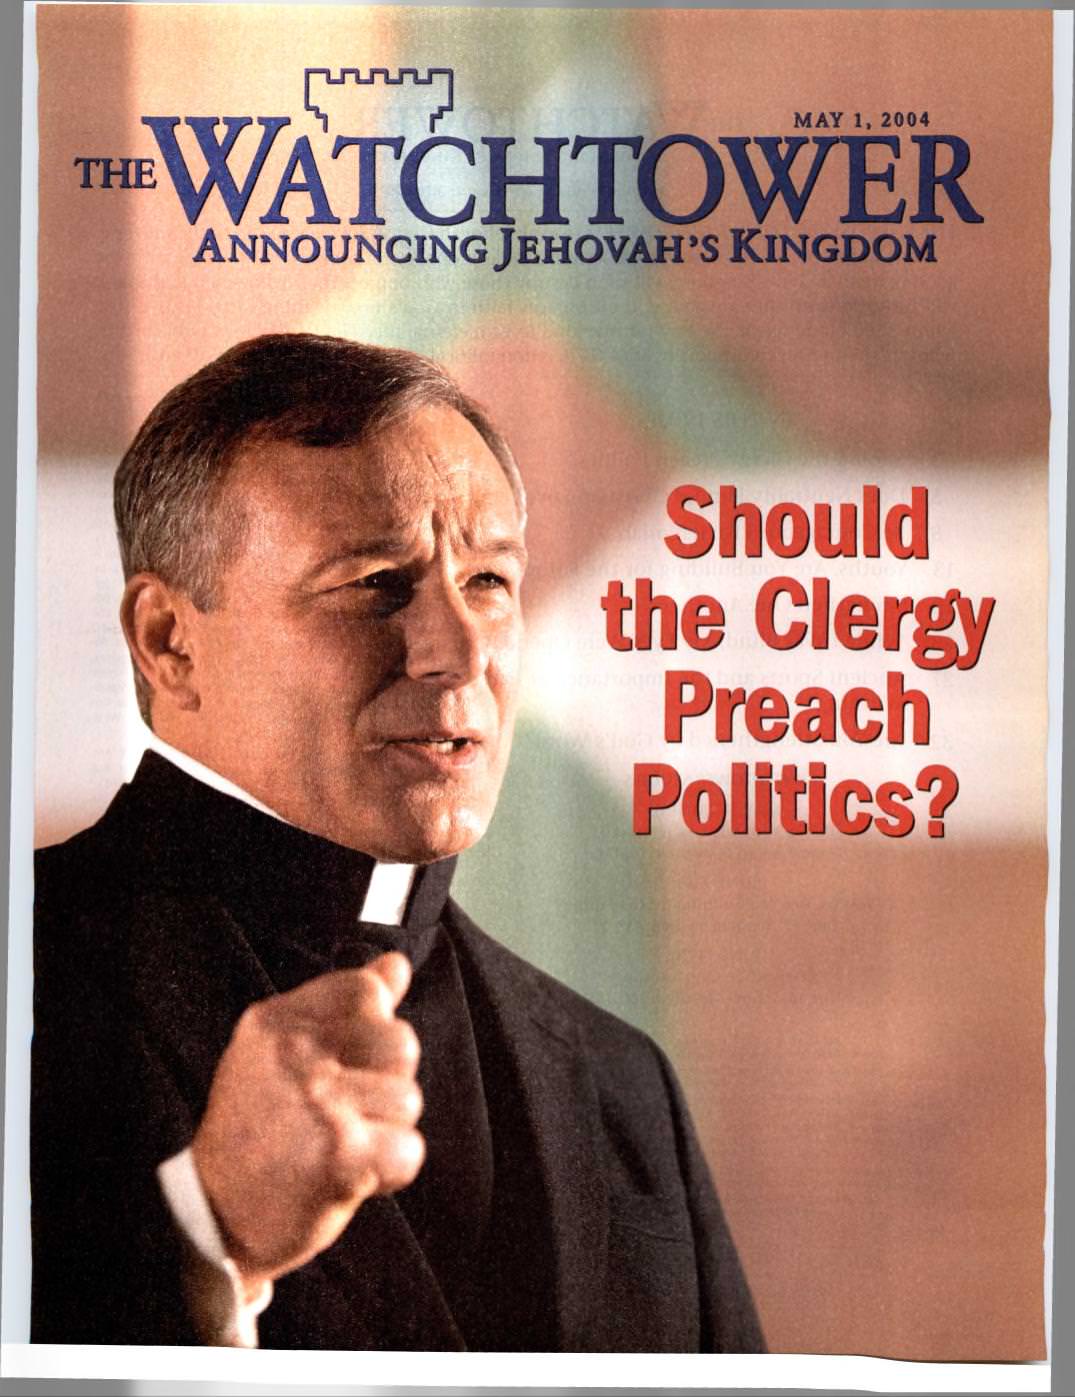 MAY 1, 2004
THE WATCHTOWER
ANNOUNCING JEHOVAH'S KINGDOM
Should
the Clergy
Preach
Politics?